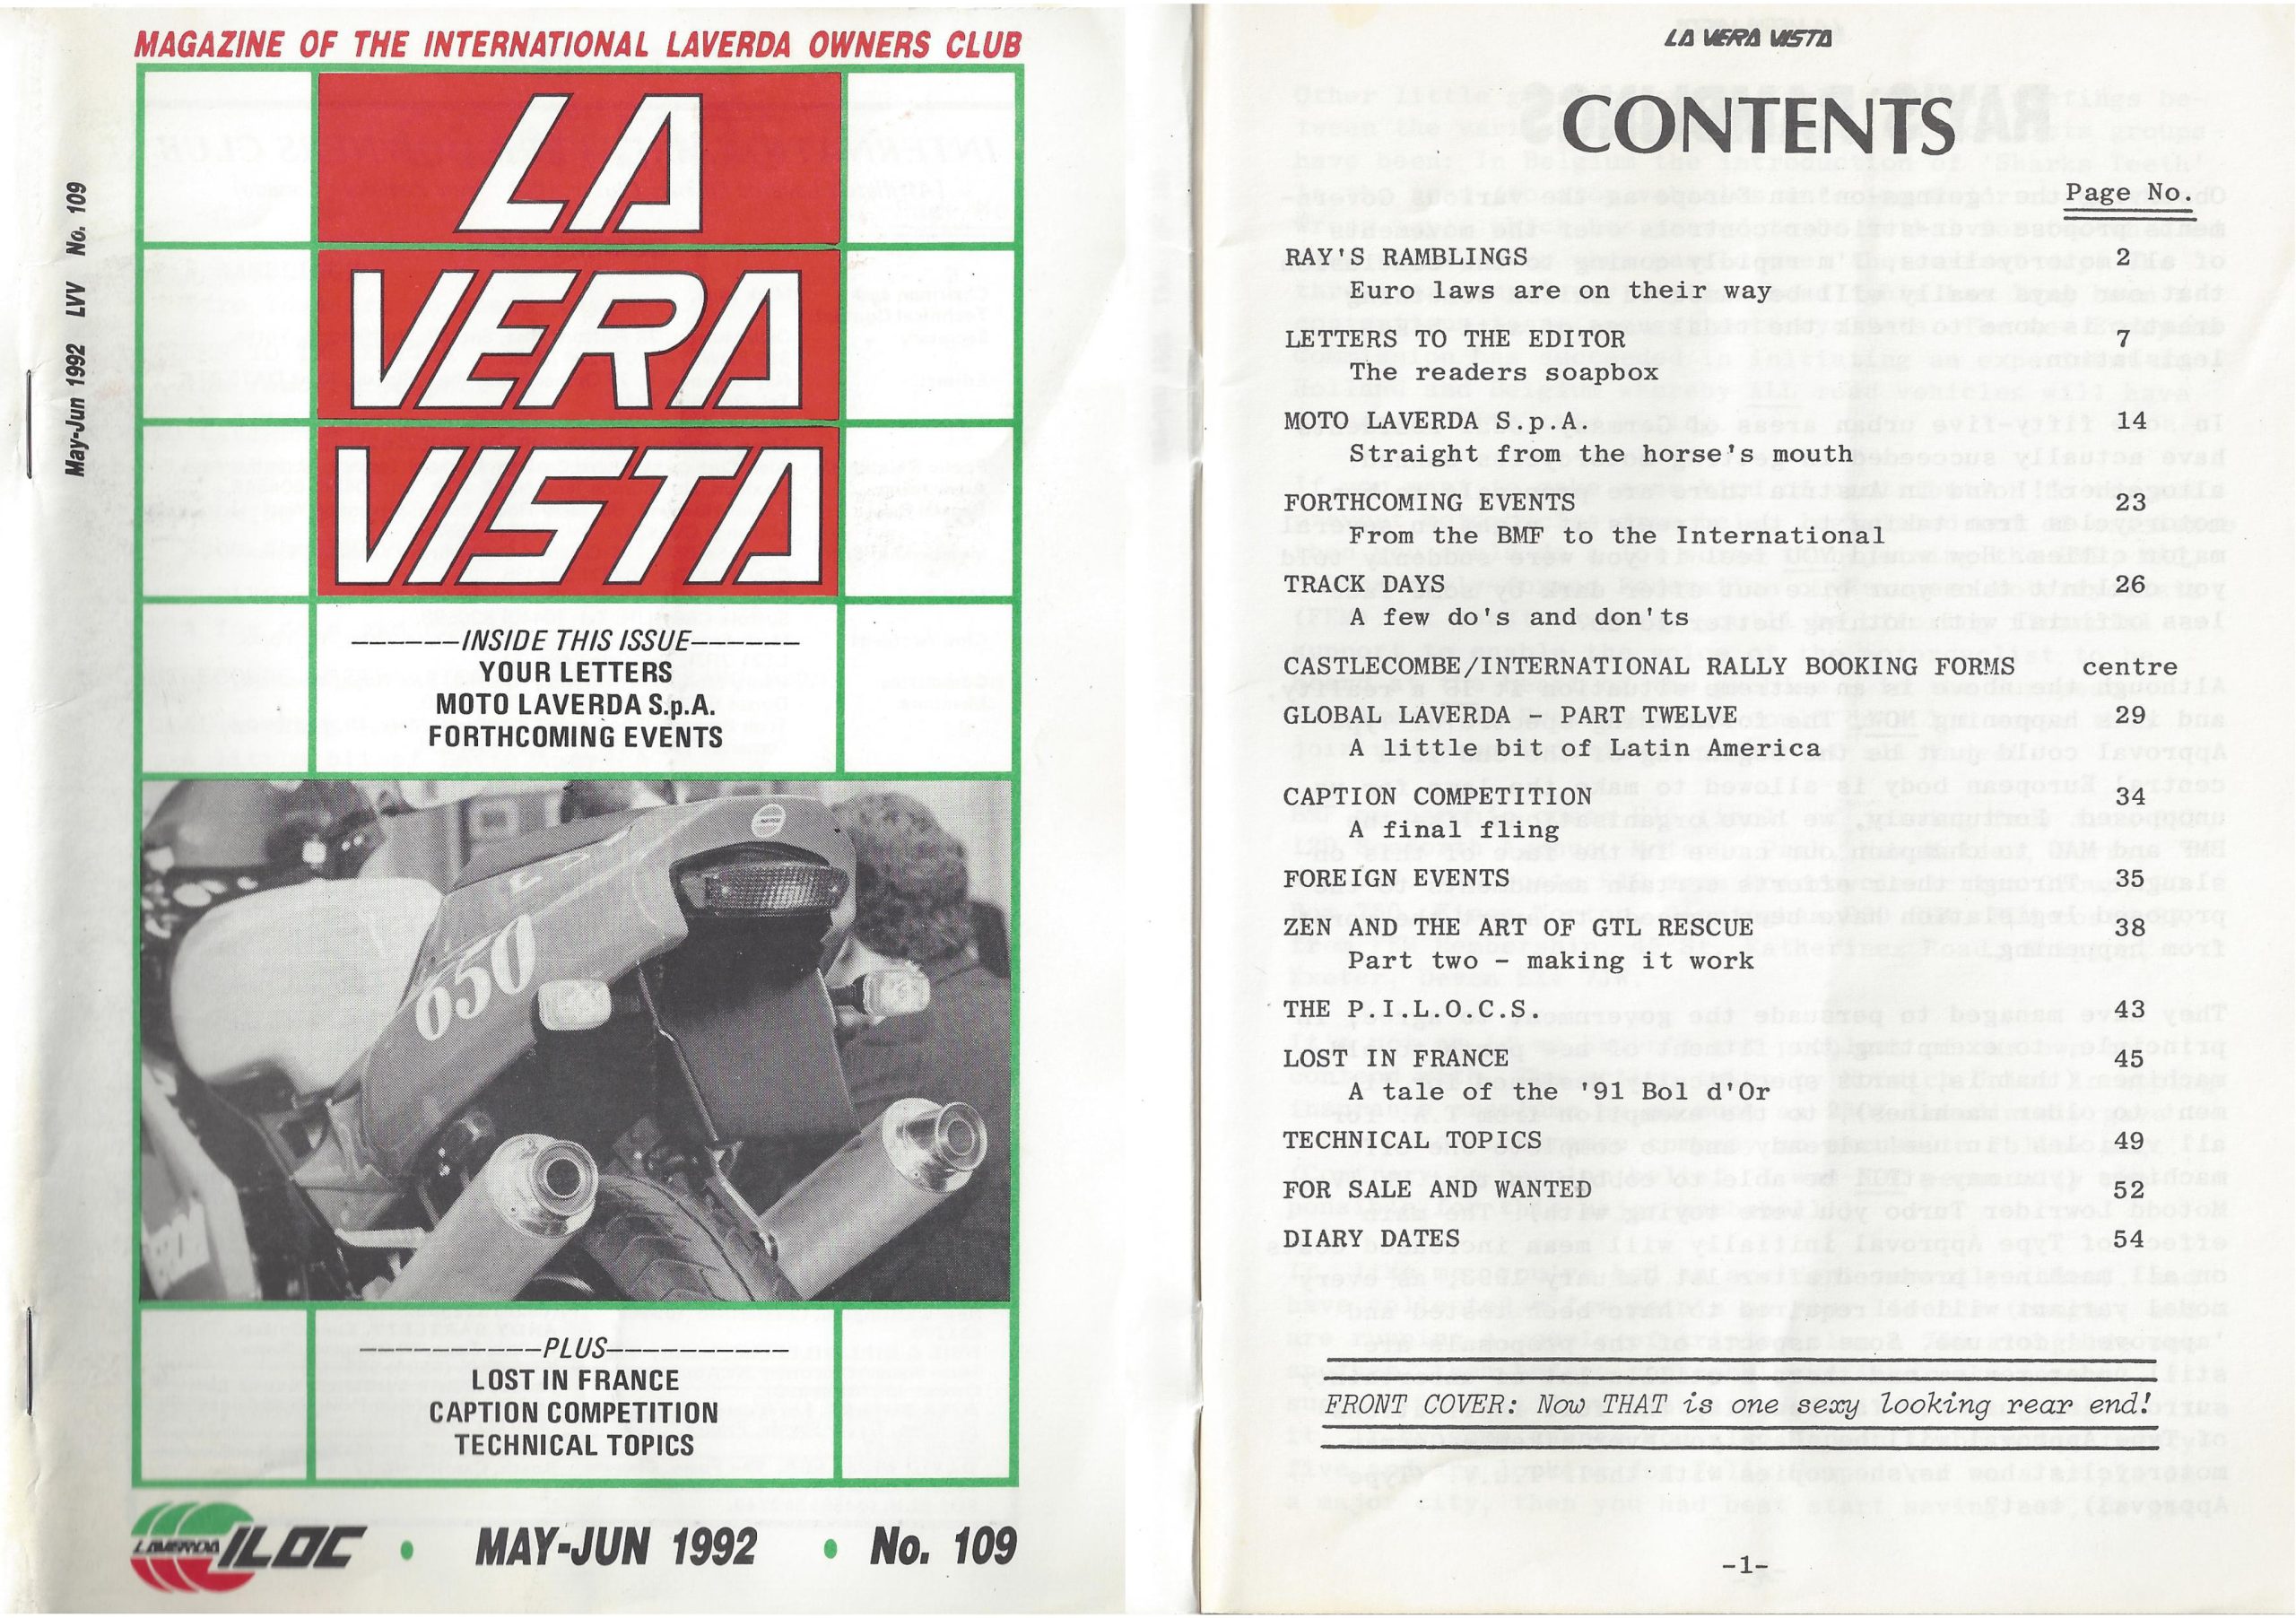 MAGAZINE OF THE INTERNATIONAL LAVERDA OWNERS CLUB
May-Jun 1992 LVV No. 109
LA
VERA
VISTA
------INSIDE THIS ISSUE------
YOUR LETTERS
MOTO LAVERDA S.p.A.
FORTHCOMING EVENTS
650
----------PLUS----------
LOST IN FRANCE
CAPTION COMPETITION
TECHNICAL TOPICS
LAVERDA ILOC • MAY-JUN 1992 • No. 109
LA VERA VISTA
CONTENTS
Page No.
RAY'S RAMBLINGS 2
Euro laws are on their way
LETTERS TO THE EDITOR 7
The readers soapbox
MOTO LAVERDA S.p.A. 14
Straight from the horse's mouth
FORTHCOMING EVENTS 23
From the BMF to the International
TRACK DAYS 26
A few do's and don'ts
CASTLECOMBE/INTERNATIONAL RALLY BOOKING FORMS centre
GLOBAL LAVERDA - PART TWELVE 29
A little bit of Latin America
CAPTION COMPETITION 34
A final fling
FOREIGN EVENTS 35
ZEN AND THE ART OF GTL RESCUE 38
Part two - making it work
THE P.I.L.O.C.S. 43
LOST IN FRANCE 45
A tale of the '91 Bol d'Or
TECHNICAL TOPICS 49
FOR SALE AND WANTED 52
DIARY DATES 54
FRONT COVER: Now THAT is one sexy looking rear end!
-1-